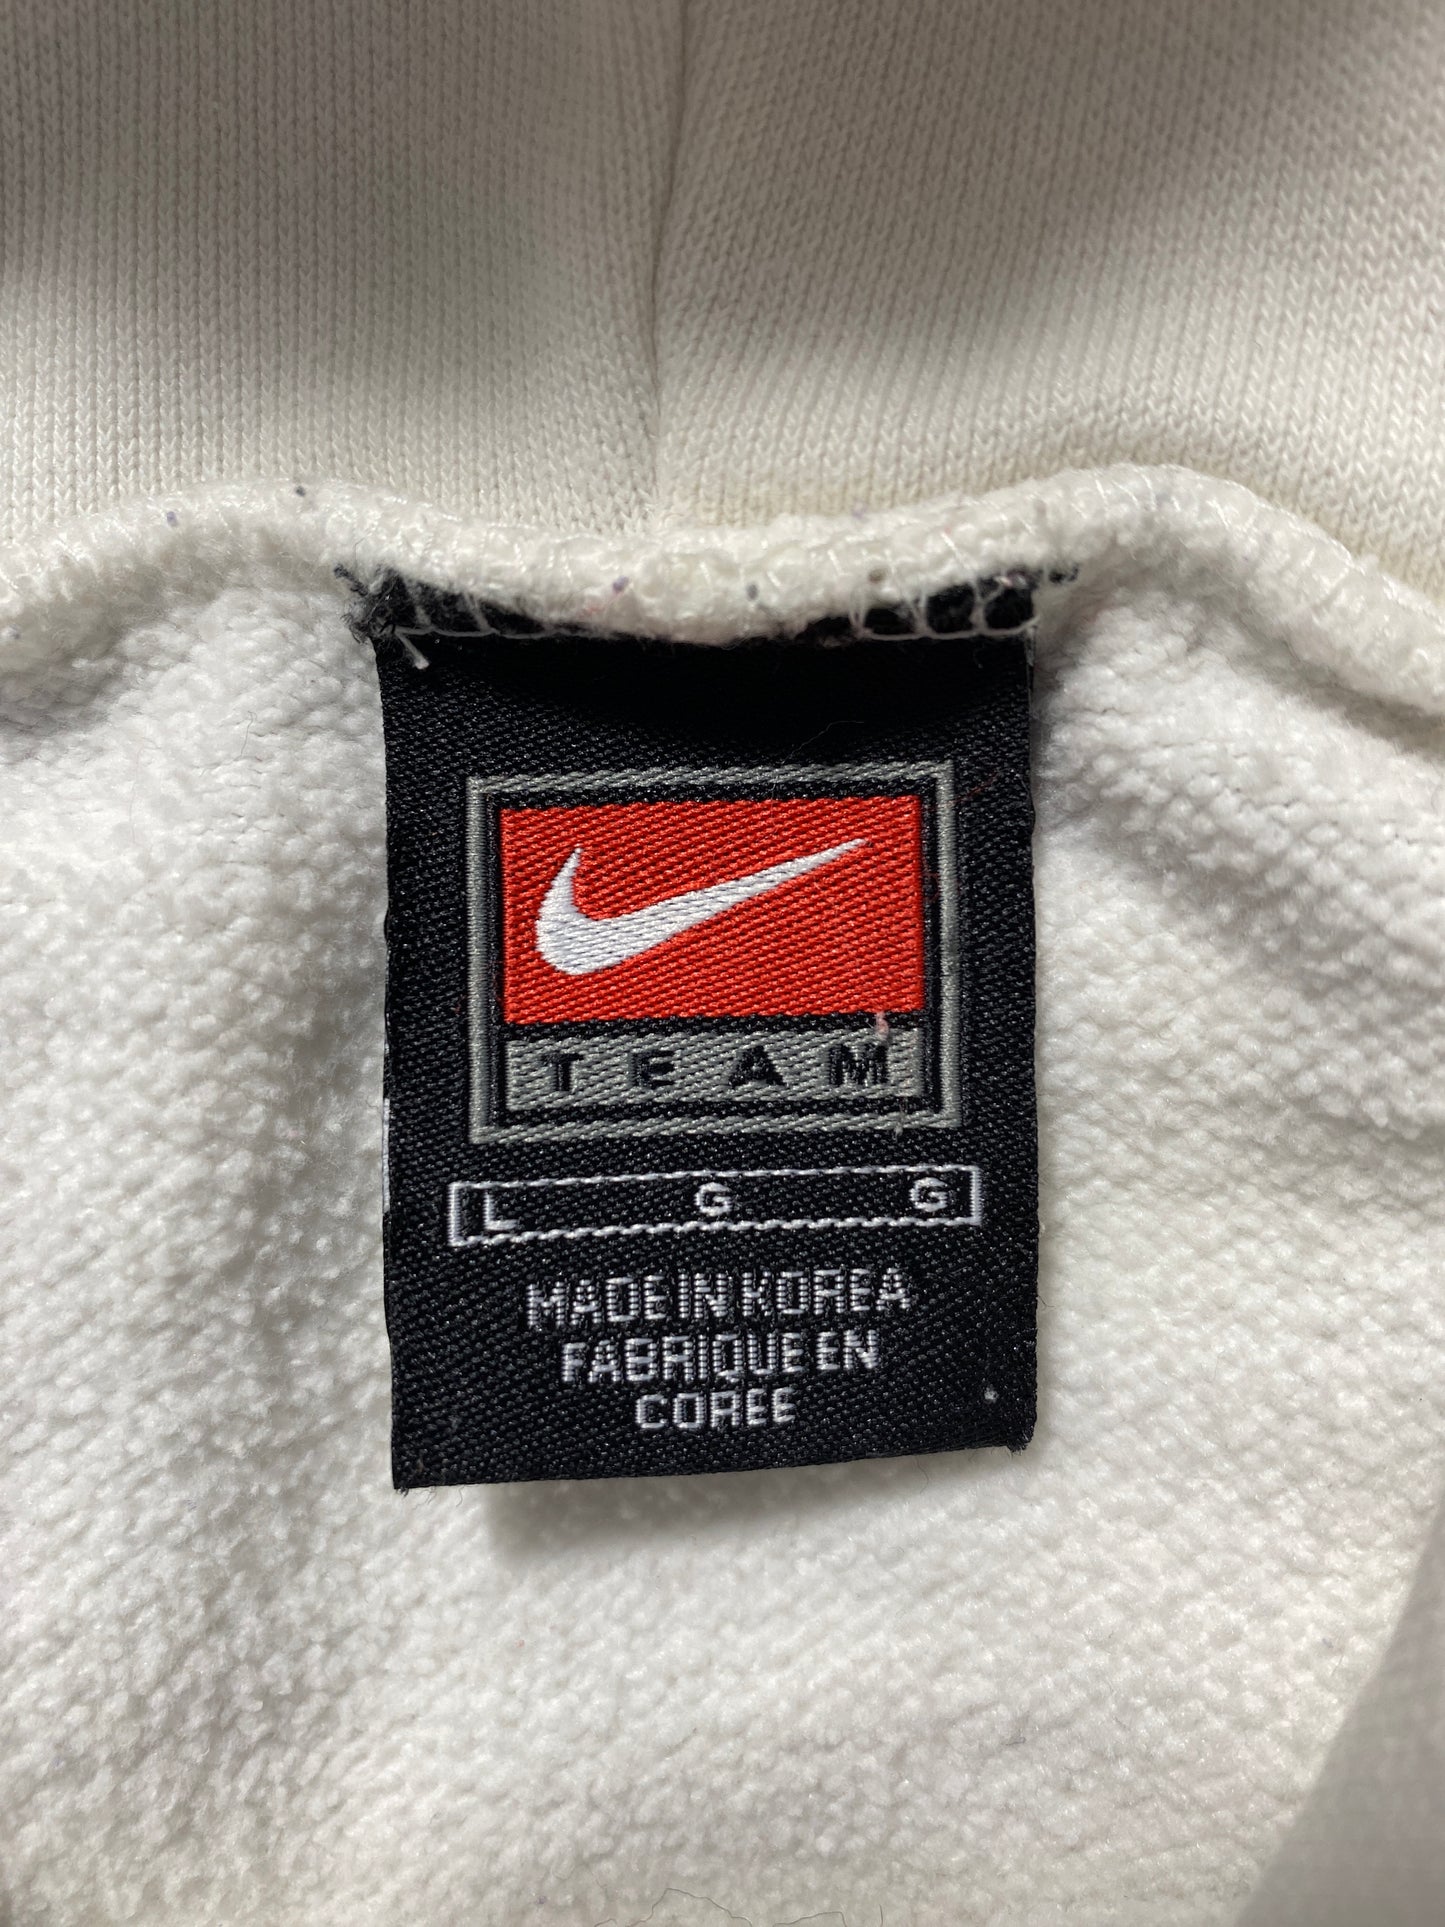 TEAM
L G G
MADE IN KOREA
FABRIQUE EN
COREE